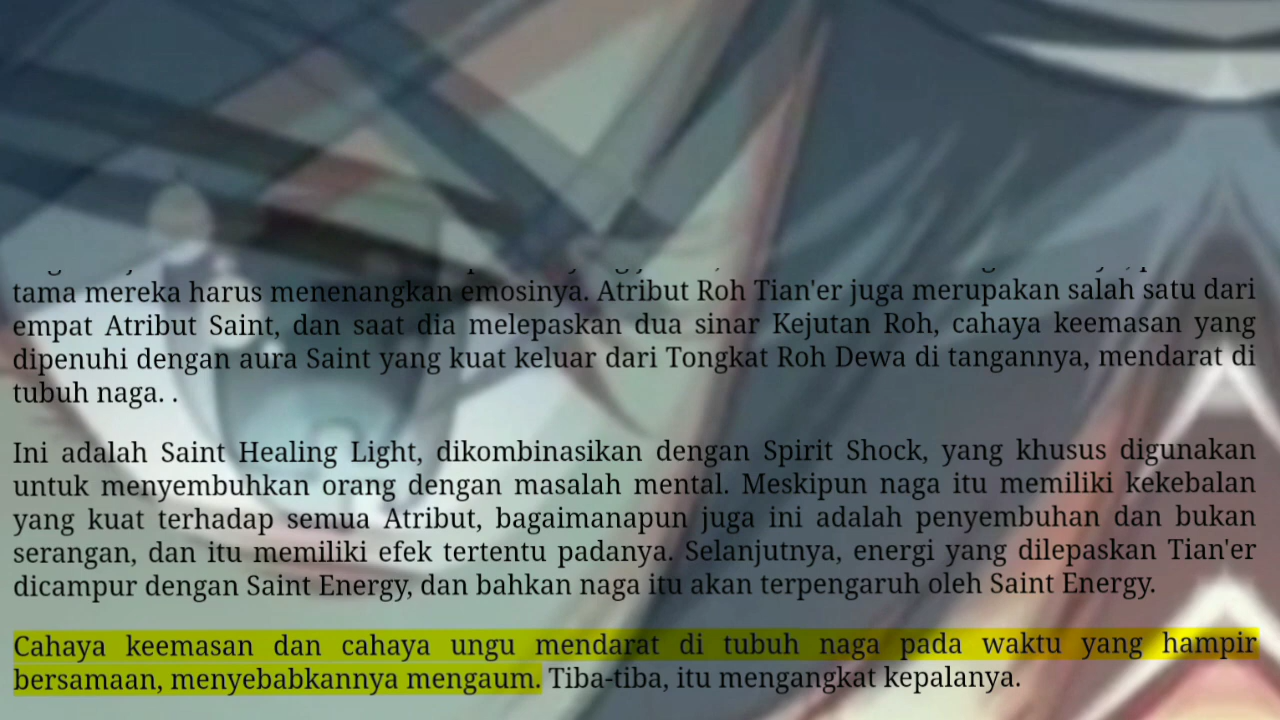 tama mereka harus menenangkan emosinya. Atribut Roh Tian'er juga merupakan salah satu dari
empat Atribut Saint, dan saat dia melepaskan dua sinar Kejutan Roh, cahaya keemasan yang
dipenuhi dengan aura Saint yang kuat keluar dari Tongkat Roh Dewa di tangannya, mendarat di
tubuh naga. .
Ini adalah Saint Healing Light, dikombinasikan dengan Spirit Shock, yang khusus digunakan
untuk menyembuhkan orang dengan masalah mental. Meskipun naga itu memiliki kekebalan
yang kuat terhadap semua Atribut, bagaimanapun juga ini adalah penyembuhan dan bukan
serangan, dan itu memiliki efek tertentu padanya. Selanjutnya, energi yang dilepaskan Tian'er
dicampur dengan Saint Energy, dan bahkan naga itu akan terpengaruh oleh Saint Energy.
Cahaya keemasan dan cahaya ungu mendarat di tubuh naga pada waktu yang hampir
bersamaan, menyebabkannya mengaum. Tiba-tiba, itu mengangkat kepalanya.